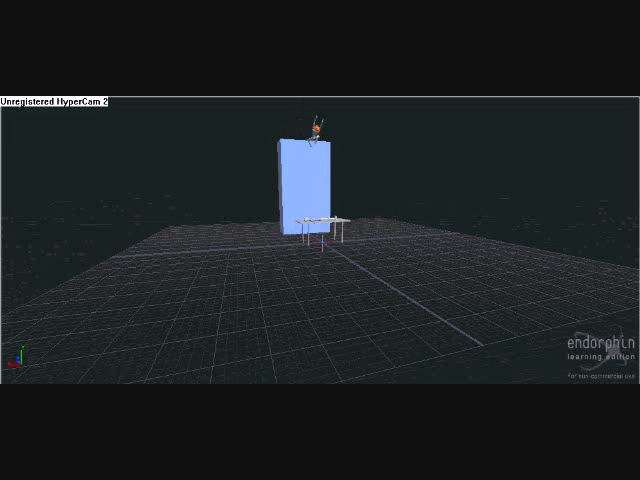 Unregistered HyperCam 2
endorphin
learning edition
for non-commercial use